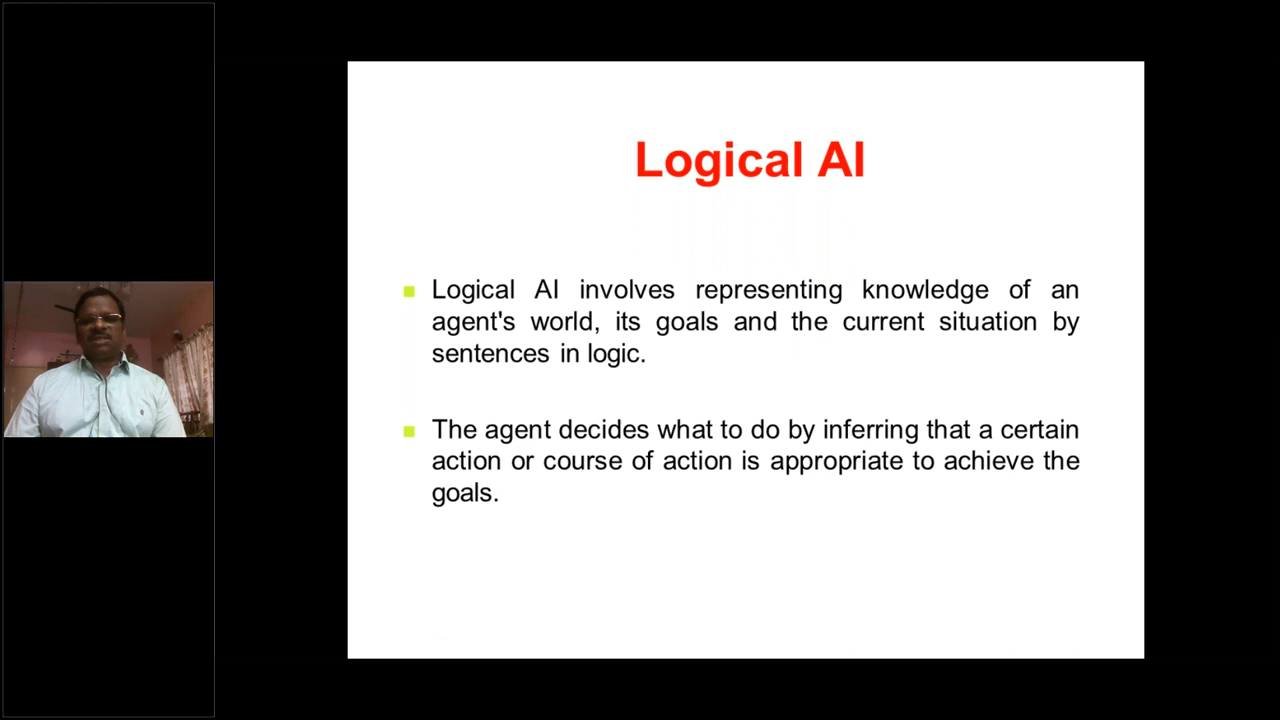 Logical AI
Logical AI involves representing knowledge of an
agent's world, its goals and the current situation by
sentences in logic.
The agent decides what to do by inferring that a certain
action or course of action is appropriate to achieve the
goals.